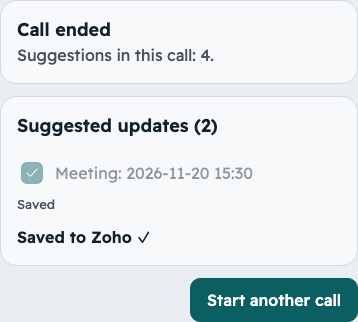 Call ended
Suggestions in this call: 4.
Suggested updates (2)
Meeting: 2026-11-20 15:30
Saved
Saved to Zoho ✓
Start another call